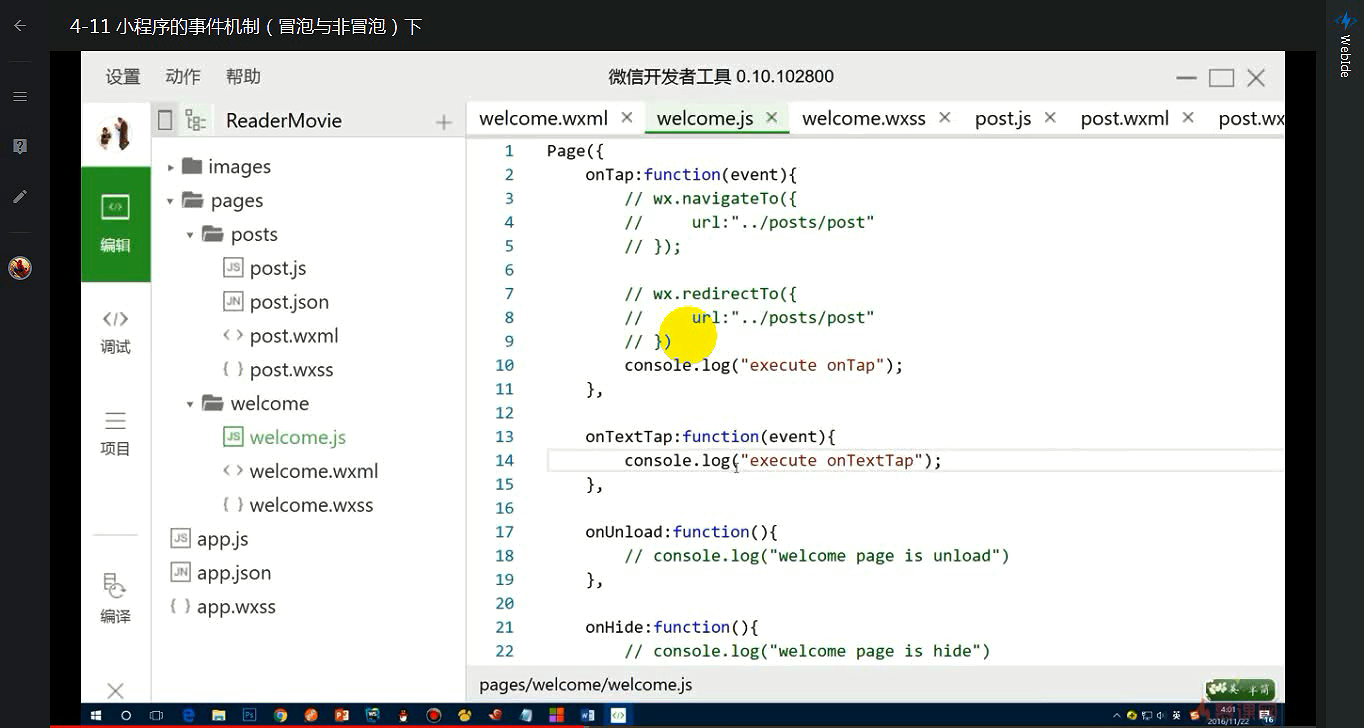 4-11 小程序的事件机制（冒泡与非冒泡）下
WebIde
设置 动作 帮助
微信开发者工具 0.10.102800
ReaderMovie
welcome.wxml
welcome.js
welcome.wxss
post.js
post.wxml
post.wx
编辑
调试
项目
编译
images
pages
posts
JS post.js
JN post.json
post.wxml
{ } post.wxss
welcome
JS welcome.js
welcome.wxml
{ } welcome.wxss
JS app.js
JN app.json
{ } app.wxss
1 Page({
2 onTap:function(event){
3 // wx.navigateTo({
4 // url:"../posts/post"
5 // });
6
7 // wx.redirectTo({
8 // url:"../posts/post"
9 // })
10 console.log("execute onTap");
11 },
12
13 onTextTap:function(event){
14 console.log("execute onTextTap");
15 },
16
17 onUnload:function(){
18 // console.log("welcome page is unload")
19 },
20
21 onHide:function(){
22 // console.log("welcome page is hide")
pages/welcome/welcome.js
英
4:01
2016/11/22
16